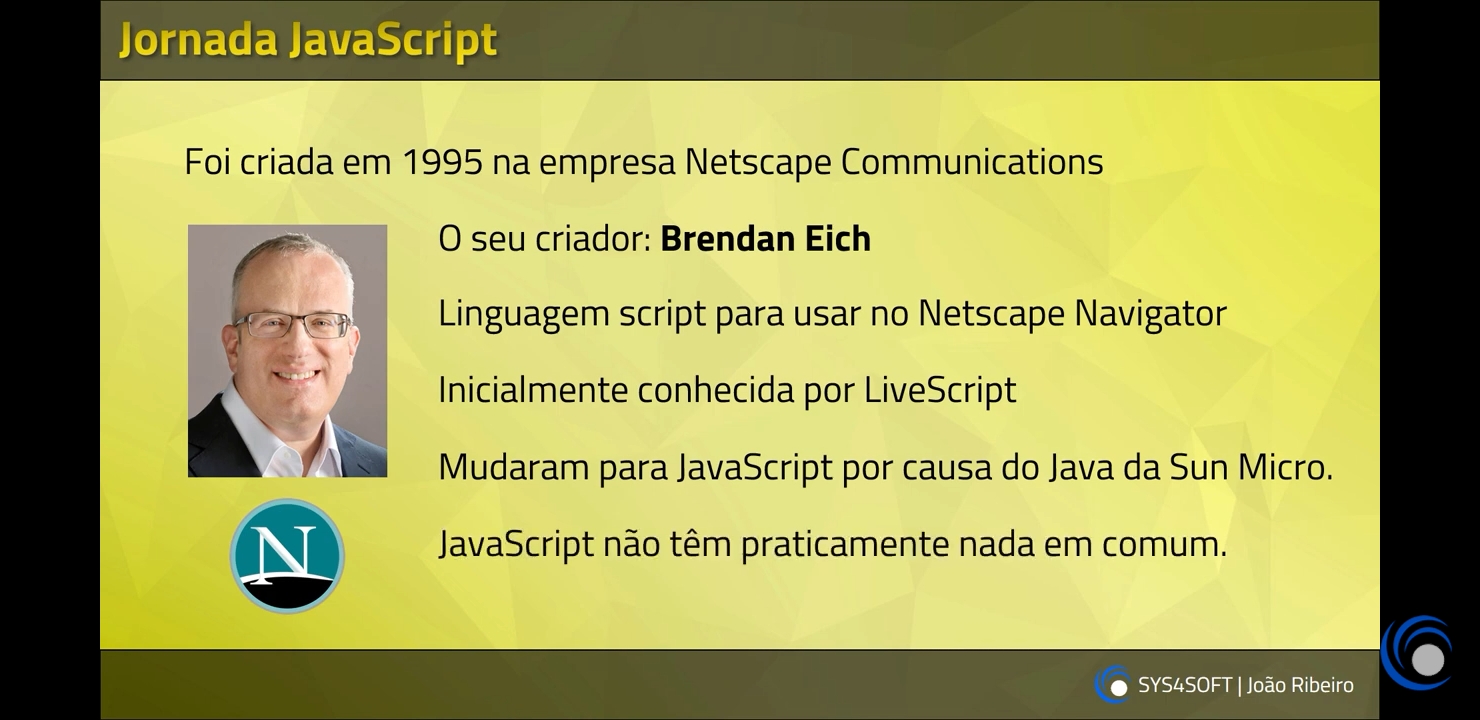 Jornada JavaScript
Foi criada em 1995 na empresa Netscape Communications
O seu criador: Brendan Eich
Linguagem script para usar no Netscape Navigator
Inicialmente conhecida por LiveScript
Mudaram para JavaScript por causa do Java da Sun Micro.
JavaScript não têm praticamente nada em comum.
N
SYS4SOFT | João Ribeiro